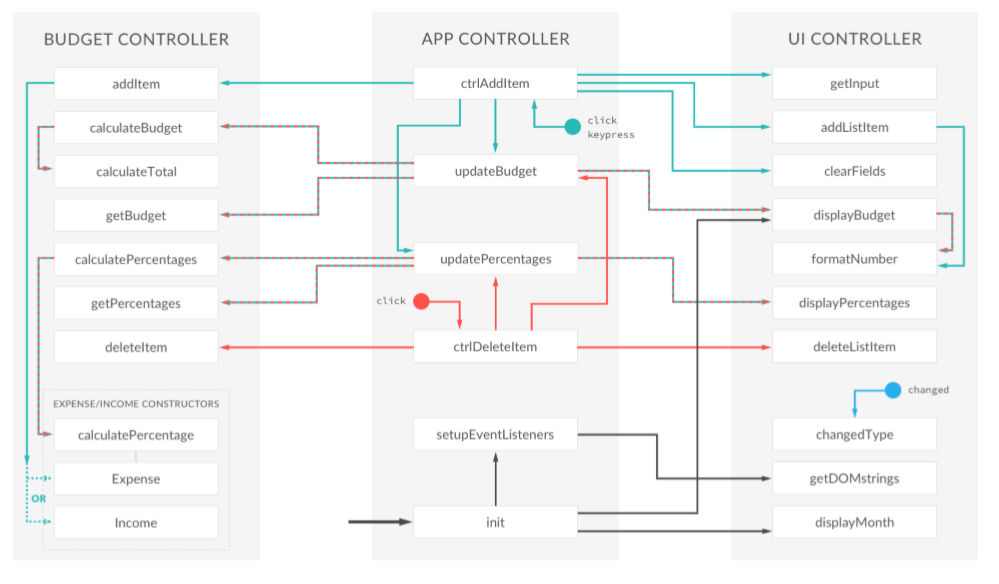 BUDGET CONTROLLER
addItem
calculateBudget
calculateTotal
getBudget
calculatePercentages
getPercentages
deleteItem
EXPENSE/INCOME CONSTRUCTORS
calculatePercentage
Expense
OR
Income
APP CONTROLLER
ctrlAddItem
click
keypress
updateBudget
updatePercentages
click
ctrlDeleteItem
setupEventListeners
init
UI CONTROLLER
getInput
addListItem
clearFields
displayBudget
formatNumber
displayPercentages
deleteListItem
changed
changedType
getDOMstrings
displayMonth